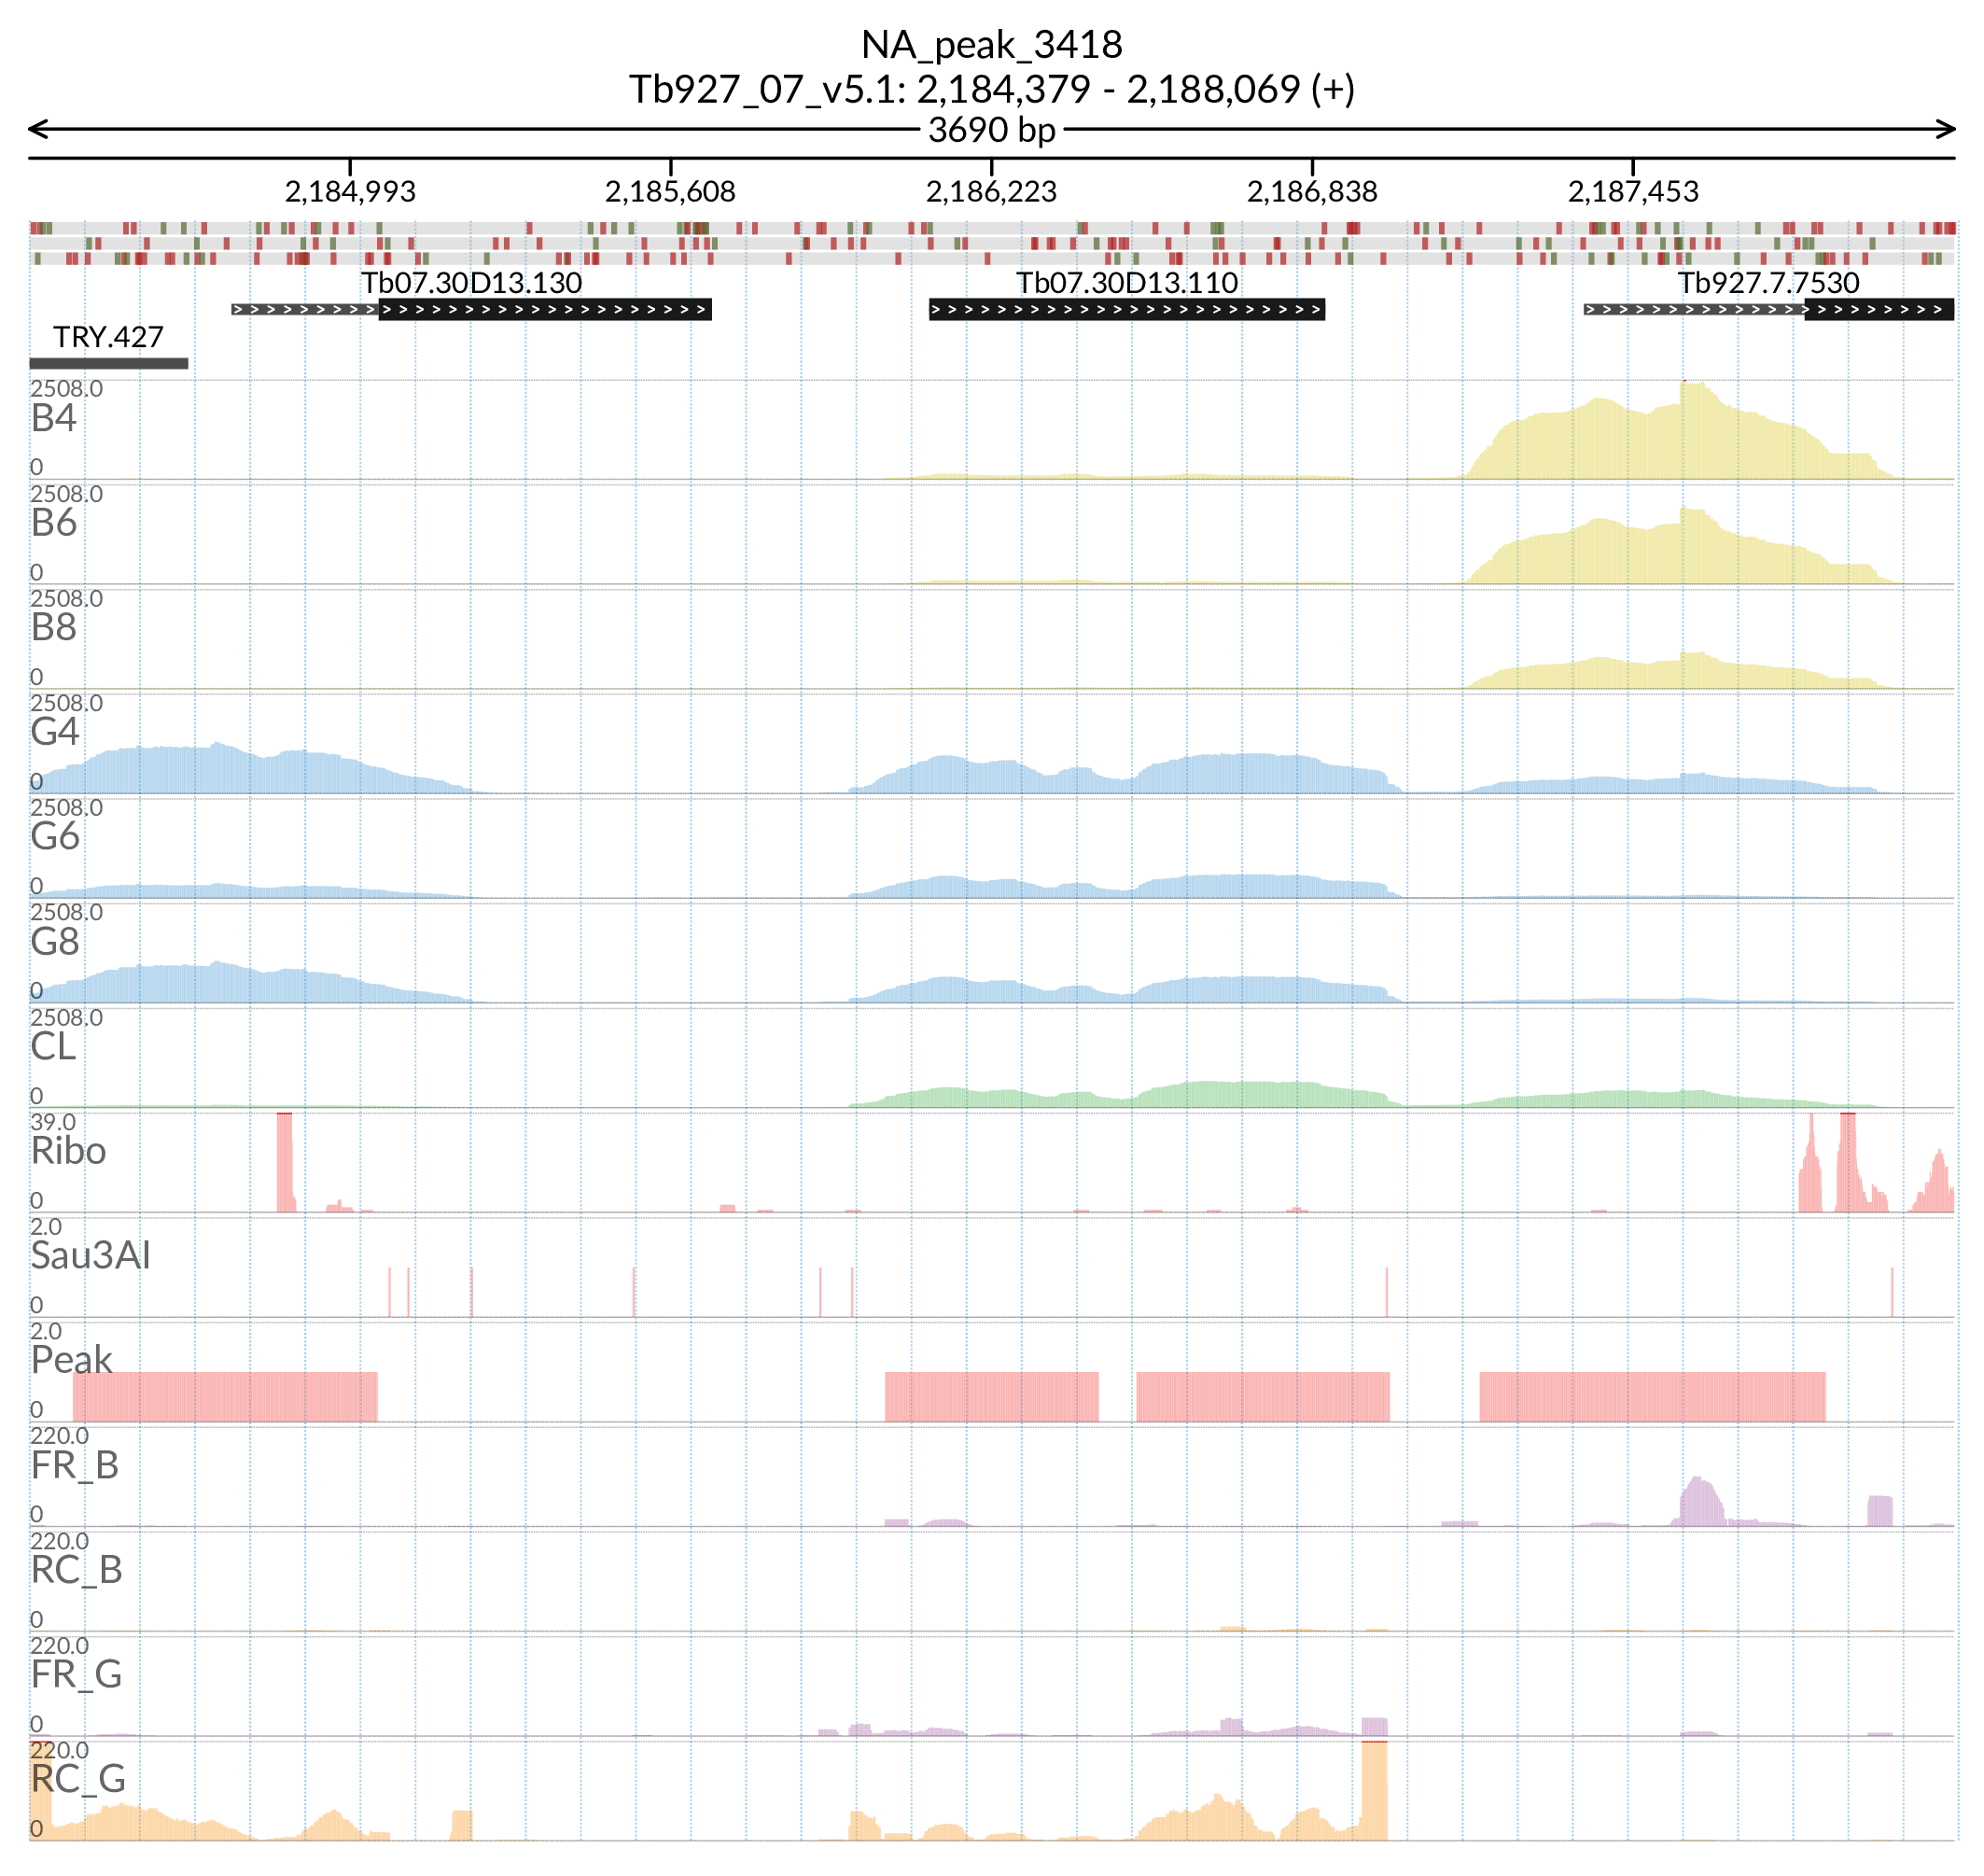 NA_peak_3418
Tb927_07_v5.1: 2,184,379 - 2,188,069 (+)
3690 bp
2,184,993 2,185,608 2,186,223 2,186,838 2,187,453
Tb07.30D13.130 Tb07.30D13.110 Tb927.7.7530
TRY.427
2508.0
B4
0
2508.0
B6
0
2508.0
B8
0
2508.0
G4
0
2508.0
G6
0
2508.0
G8
0
2508.0
CL
0
39.0
Ribo
0
2.0
Sau3AI
0
2.0
Peak
0
220.0
FR_B
0
220.0
RC_B
0
220.0
FR_G
0
220.0
RC_G
0